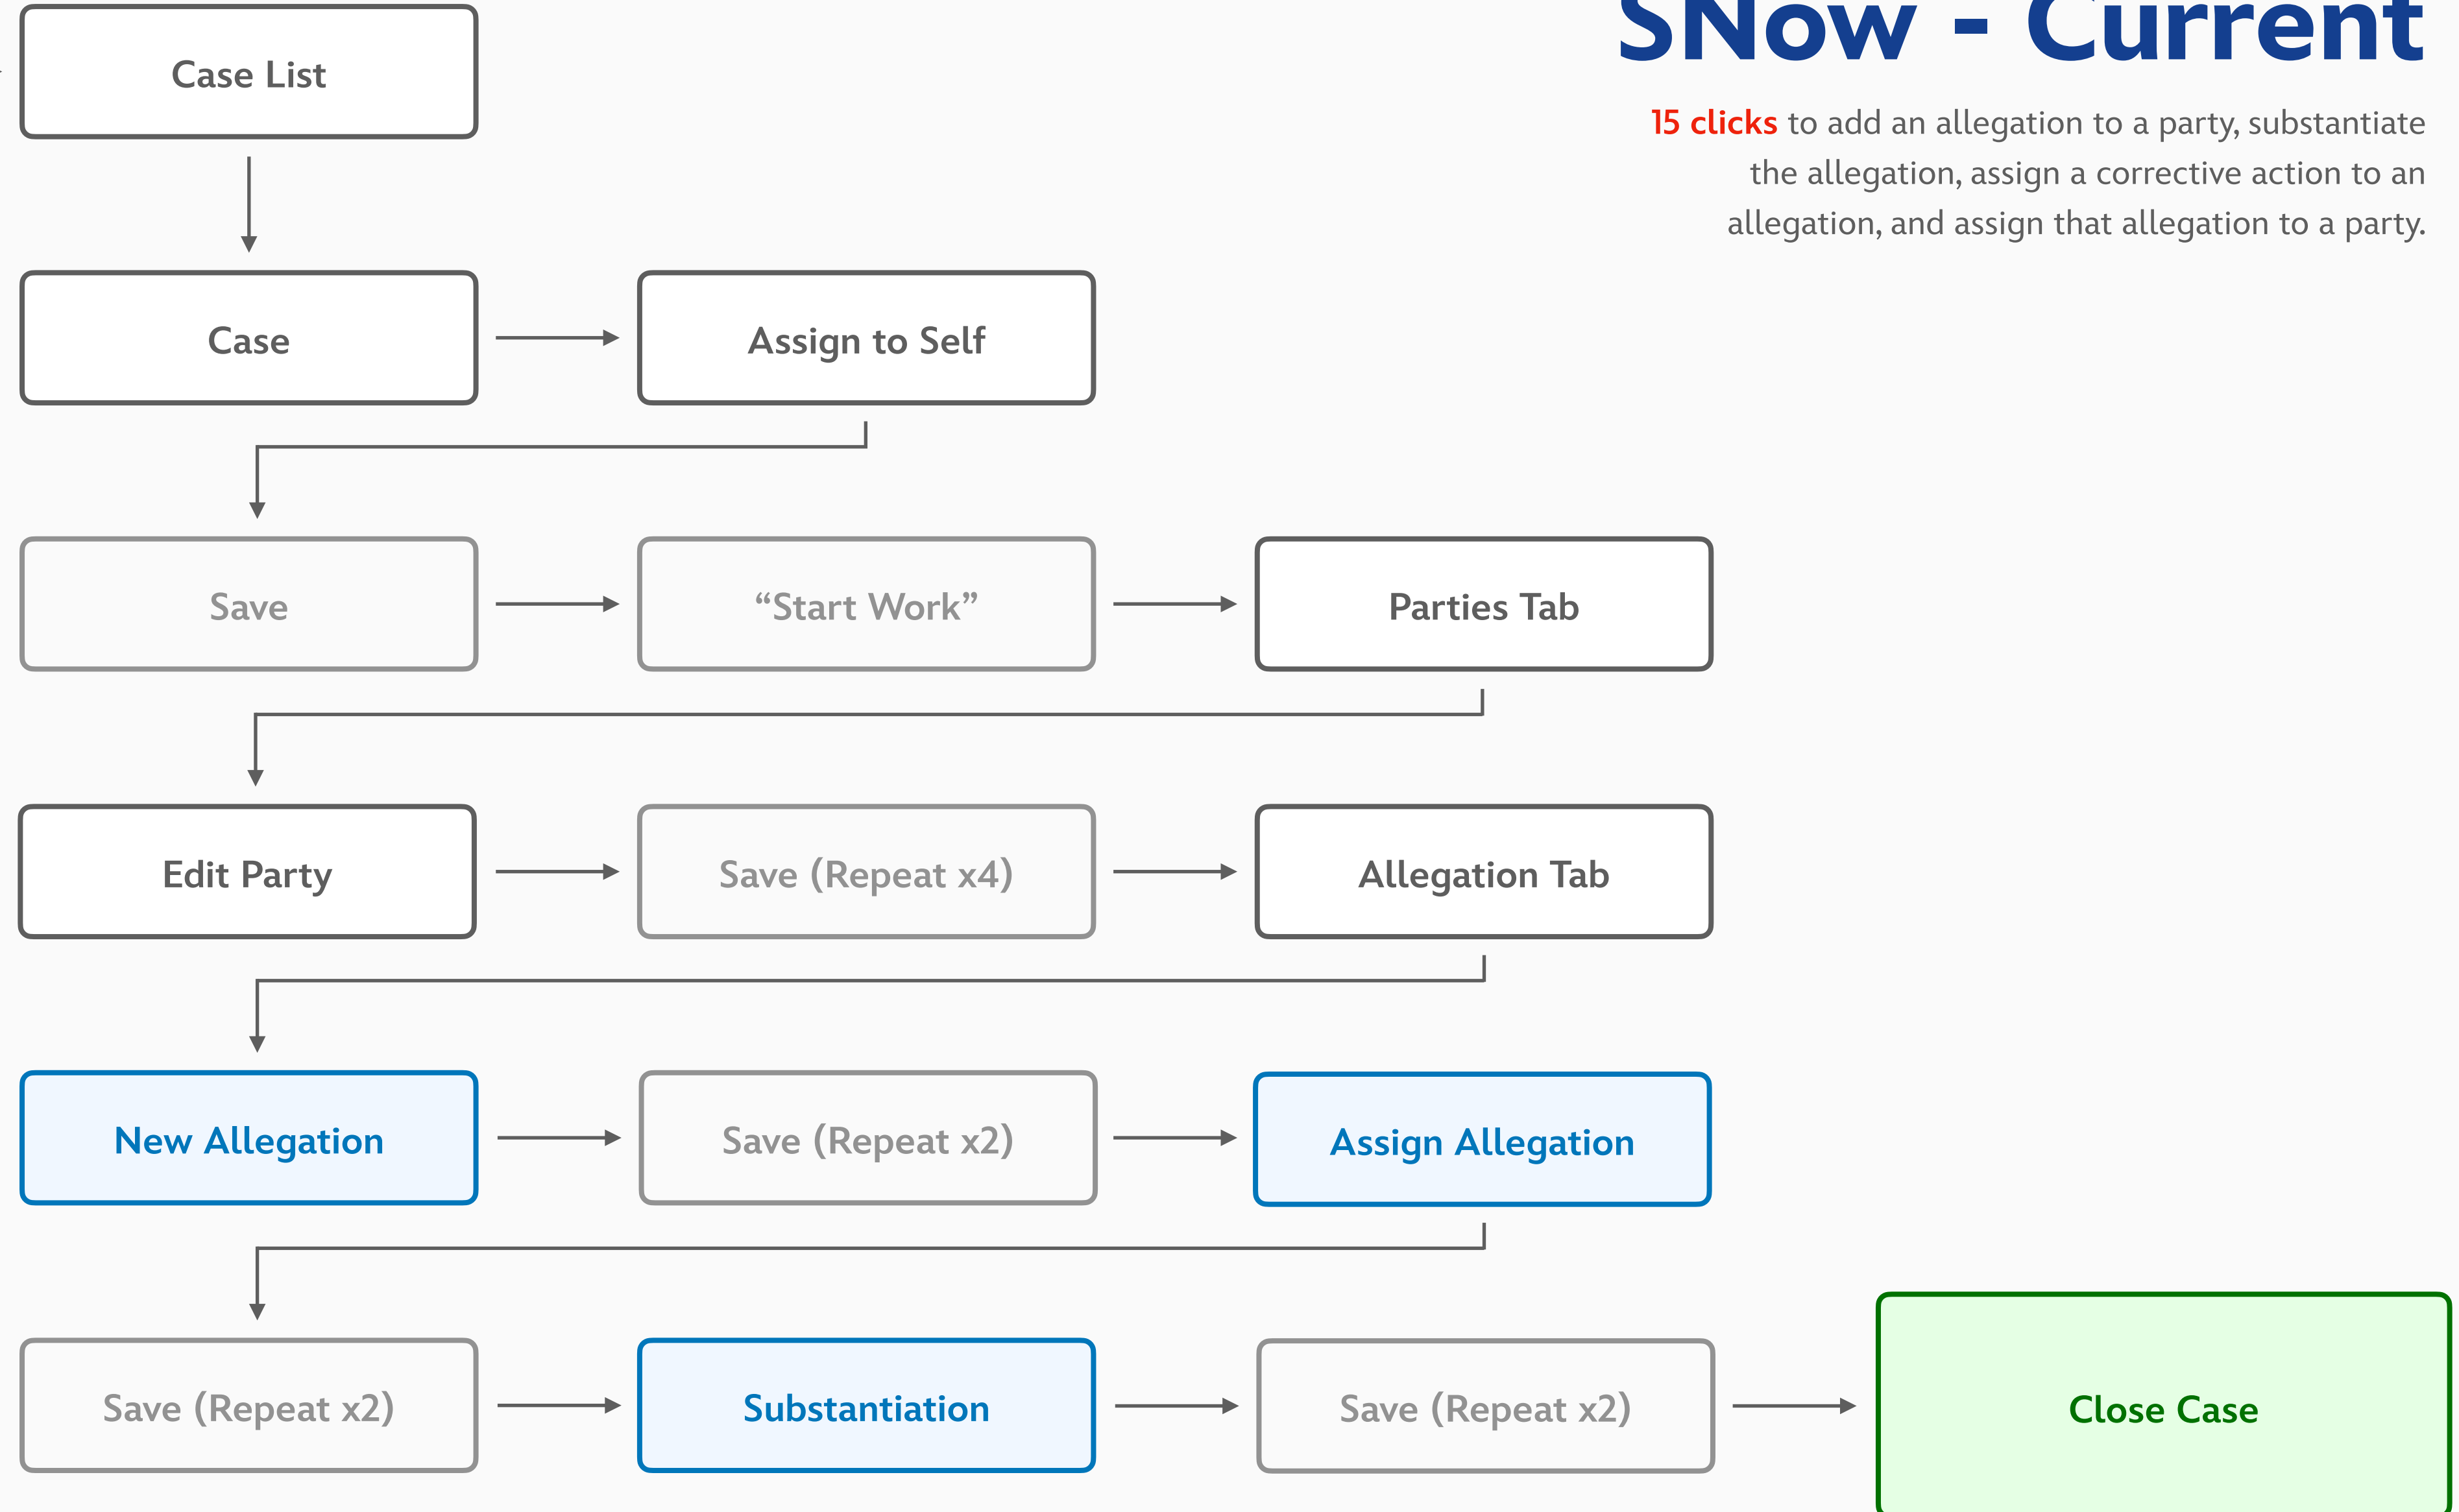 SNow - Current
15 clicks to add an allegation to a party, substantiate
the allegation, assign a corrective action to an
allegation, and assign that allegation to a party.
Case List
Case
Assign to Self
Save
“Start Work”
Parties Tab
Edit Party
Save (Repeat x4)
Allegation Tab
New Allegation
Save (Repeat x2)
Assign Allegation
Save (Repeat x2)
Substantiation
Save (Repeat x2)
Close Case